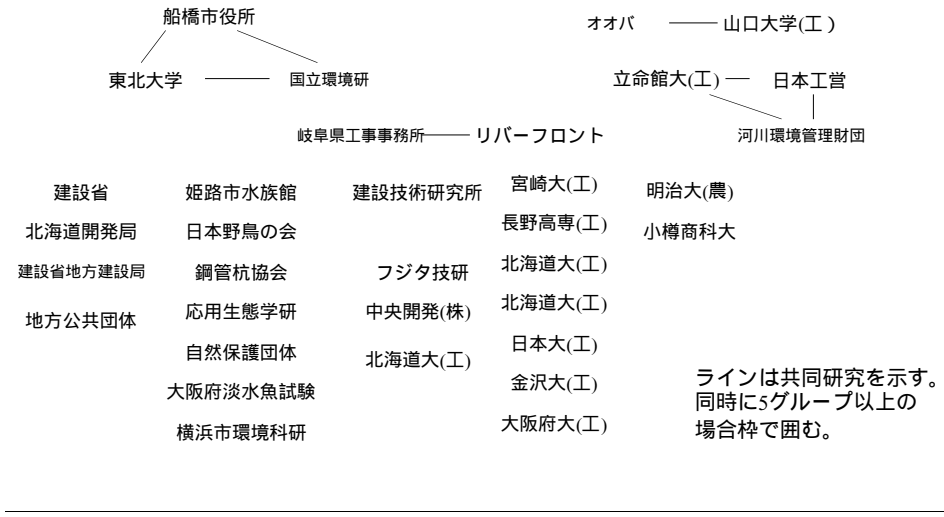 船橋市役所
オオバ
山口大学(工)
東北大学
国立環境研
立命館大(工)
日本工営
岐阜県工事事務所
リバーフロント
河川環境管理財団
建設省
姫路市水族館
建設技術研究所
宮崎大(工)
明治大(農)
北海道開発局
日本野鳥の会
長野高専(工)
小樽商科大
建設省地方建設局
鋼管杭協会
フジタ技研
北海道大(工)
地方公共団体
応用生態学研
中央開発(株)
北海道大(工)
自然保護団体
北海道大(工)
日本大(工)
大阪府淡水魚試験
金沢大(工)
横浜市環境科研
大阪府大(工)
ラインは共同研究を示す。
同時に5グループ以上の
場合枠で囲む。